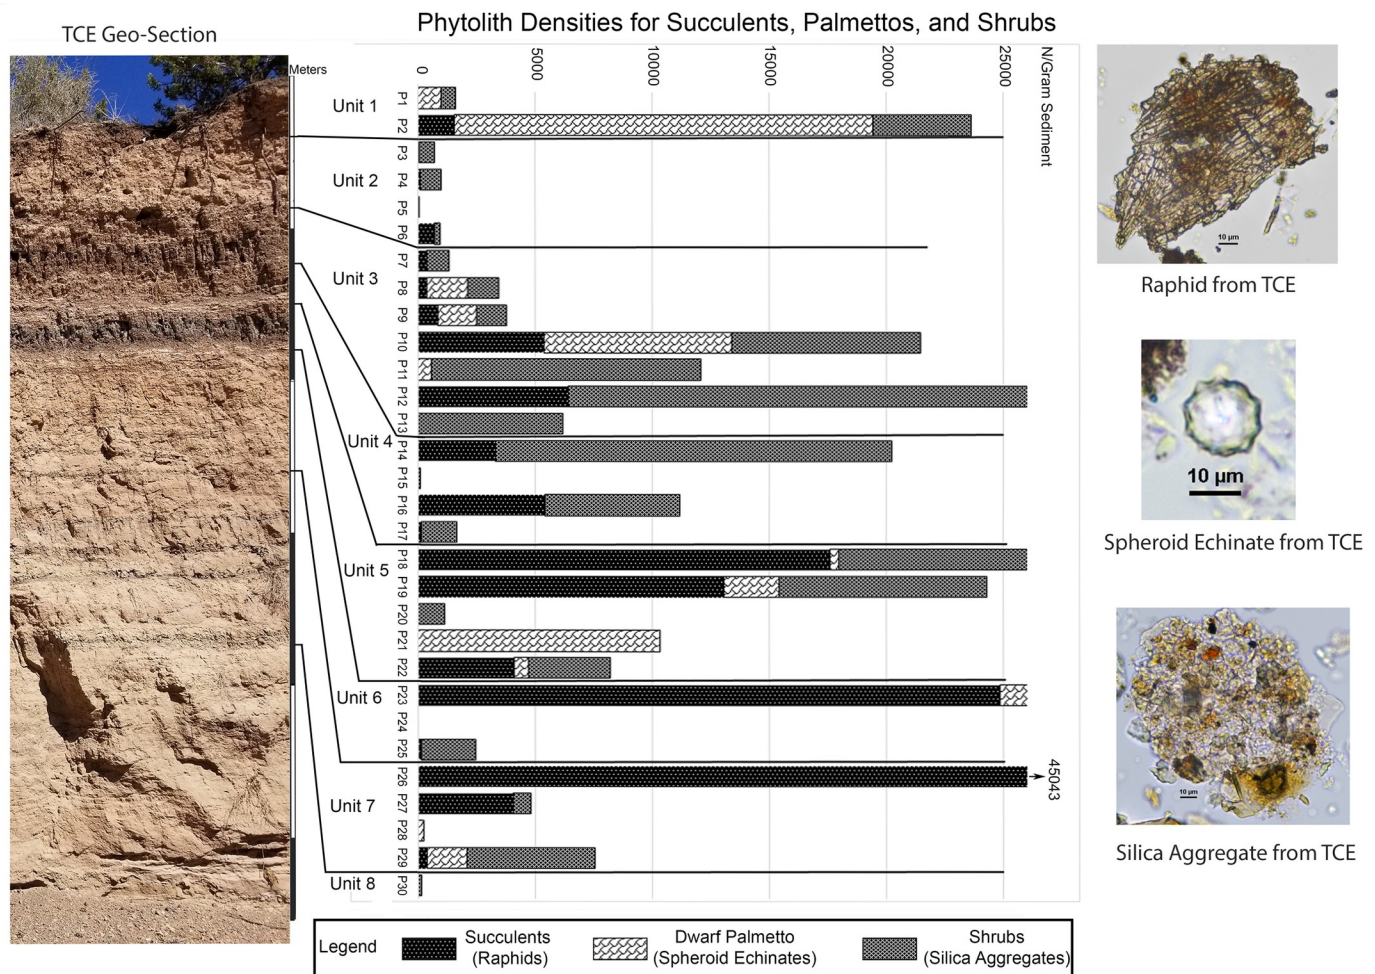 Phytolith Densities for Succulents, Palmettos, and Shrubs
TCE Geo-Section
Meters
0
5000
10000
15000
20000
25000
N/Gram Sediment
Unit 1
P1
P2
Unit 2
P3
P4
P5
P6
Unit 3
P7
P8
P9
P10
P11
P12
P13
Unit 4
P14
P15
P16
P17
Unit 5
P18
P19
P20
P21
P22
Unit 6
P23
P24
P25
Unit 7
P26
45043
P27
P28
P29
Unit 8
P30
10 µm
Raphid from TCE
10 µm
Spheroid Echinate from TCE
10 µm
Silica Aggregate from TCE
Legend
Succulents
(Raphids)
Dwarf Palmetto
(Spheroid Echinates)
Shrubs
(Silica Aggregates)